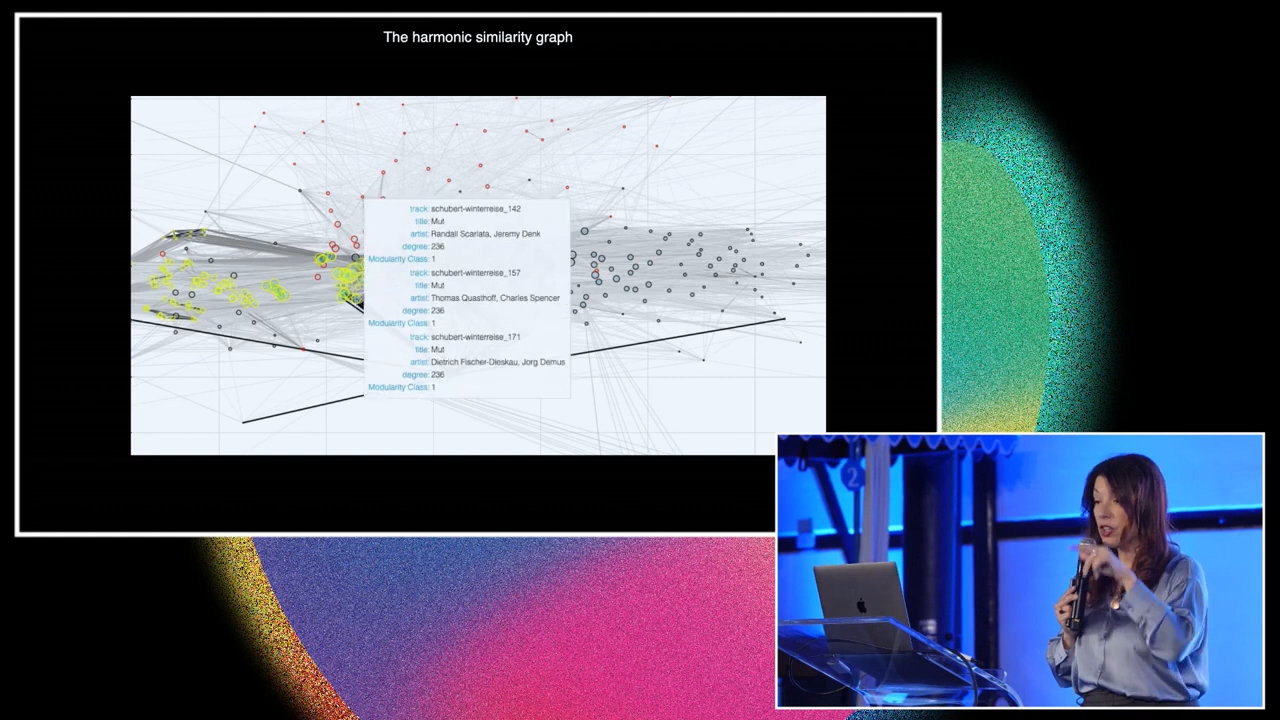 The harmonic similarity graph
track: schubert-winterreise_142
title: Mut
artist: Randall Scarlata, Jeremy Denk
degree: 236
Modularity Class: 1
track: schubert-winterreise_157
title: Mut
artist: Thomas Quasthoff, Charles Spencer
degree: 236
Modularity Class: 1
track: schubert-winterreise_171
title: Mut
artist: Dietrich Fischer-Dieskau, Jorg Demus
degree: 236
Modularity Class: 1
2